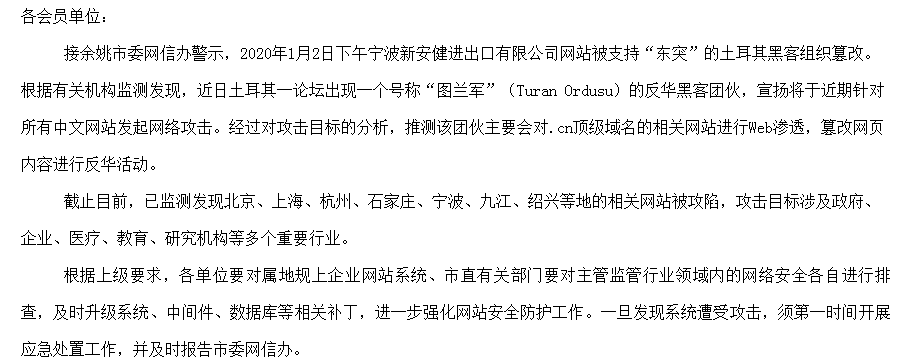 各会员单位：
接余姚市委网信办警示，2020年1月2日下午宁波新安健进出口有限公司网站被支持“东突”的土耳其黑客组织篡改。
根据有关机构监测发现，近日土耳其一论坛出现一个号称“图兰军”（Turan Ordusu）的反华黑客团伙，宣扬将于近期针对
所有中文网站发起网络攻击。经过对攻击目标的分析，推测该团伙主要会对.cn顶级域名的相关网站进行Web渗透，篡改网页
内容进行反华活动。
截止目前，已监测发现北京、上海、杭州、石家庄、宁波、九江、绍兴等地的相关网站被攻陷，攻击目标涉及政府、
企业、医疗、教育、研究机构等多个重要行业。
根据上级要求，各单位要对属地规上企业网站系统、市直有关部门要对主管监管行业领域内的网络安全各自进行排
查，及时升级系统、中间件、数据库等相关补丁，进一步强化网站安全防护工作。一旦发现系统遭受攻击，须第一时间开展
应急处置工作，并及时报告市委网信办。